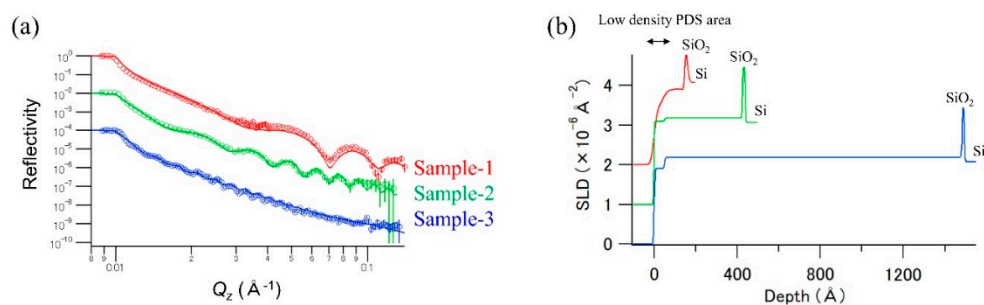 (a)
Reflectivity
10⁰
10⁻¹
10⁻²
10⁻³
10⁻⁴
10⁻⁵
10⁻⁶
10⁻⁷
10⁻⁸
10⁻⁹
10⁻¹⁰
Sample-1
Sample-2
Sample-3
8 9 0.01 2 3 4 5 6 7 8 9 0.1
Q_z (Å⁻¹)
(b)
Low density PDS area
SiO₂
Si
SiO₂
Si
SiO₂
Si
SLD (× 10⁻⁶ Å⁻²)
4
3
2
1
0
0 400 800 1200
Depth (Å)